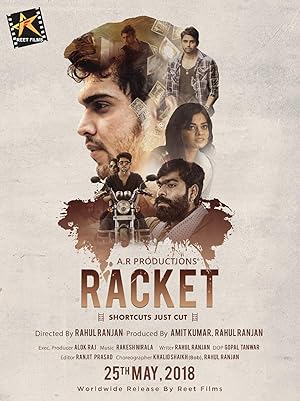 REET FILMS
A.R PRODUCTIONS'
RACKET
SHORTCUTS JUST CUT
Directed By RAHUL RANJAN Produced By AMIT KUMAR, RAHUL RANJAN
Exec. Producer ALOK RAJ Music RAKESH NIRALA Writer RAHUL RANJAN DOP GOPAL TANWAR
Editor RANJIT PRASAD Choreographer KHALID SHAIKH (Bob), RAHUL RANJAN
25TH MAY, 2018
Worldwide Release By Reet Films